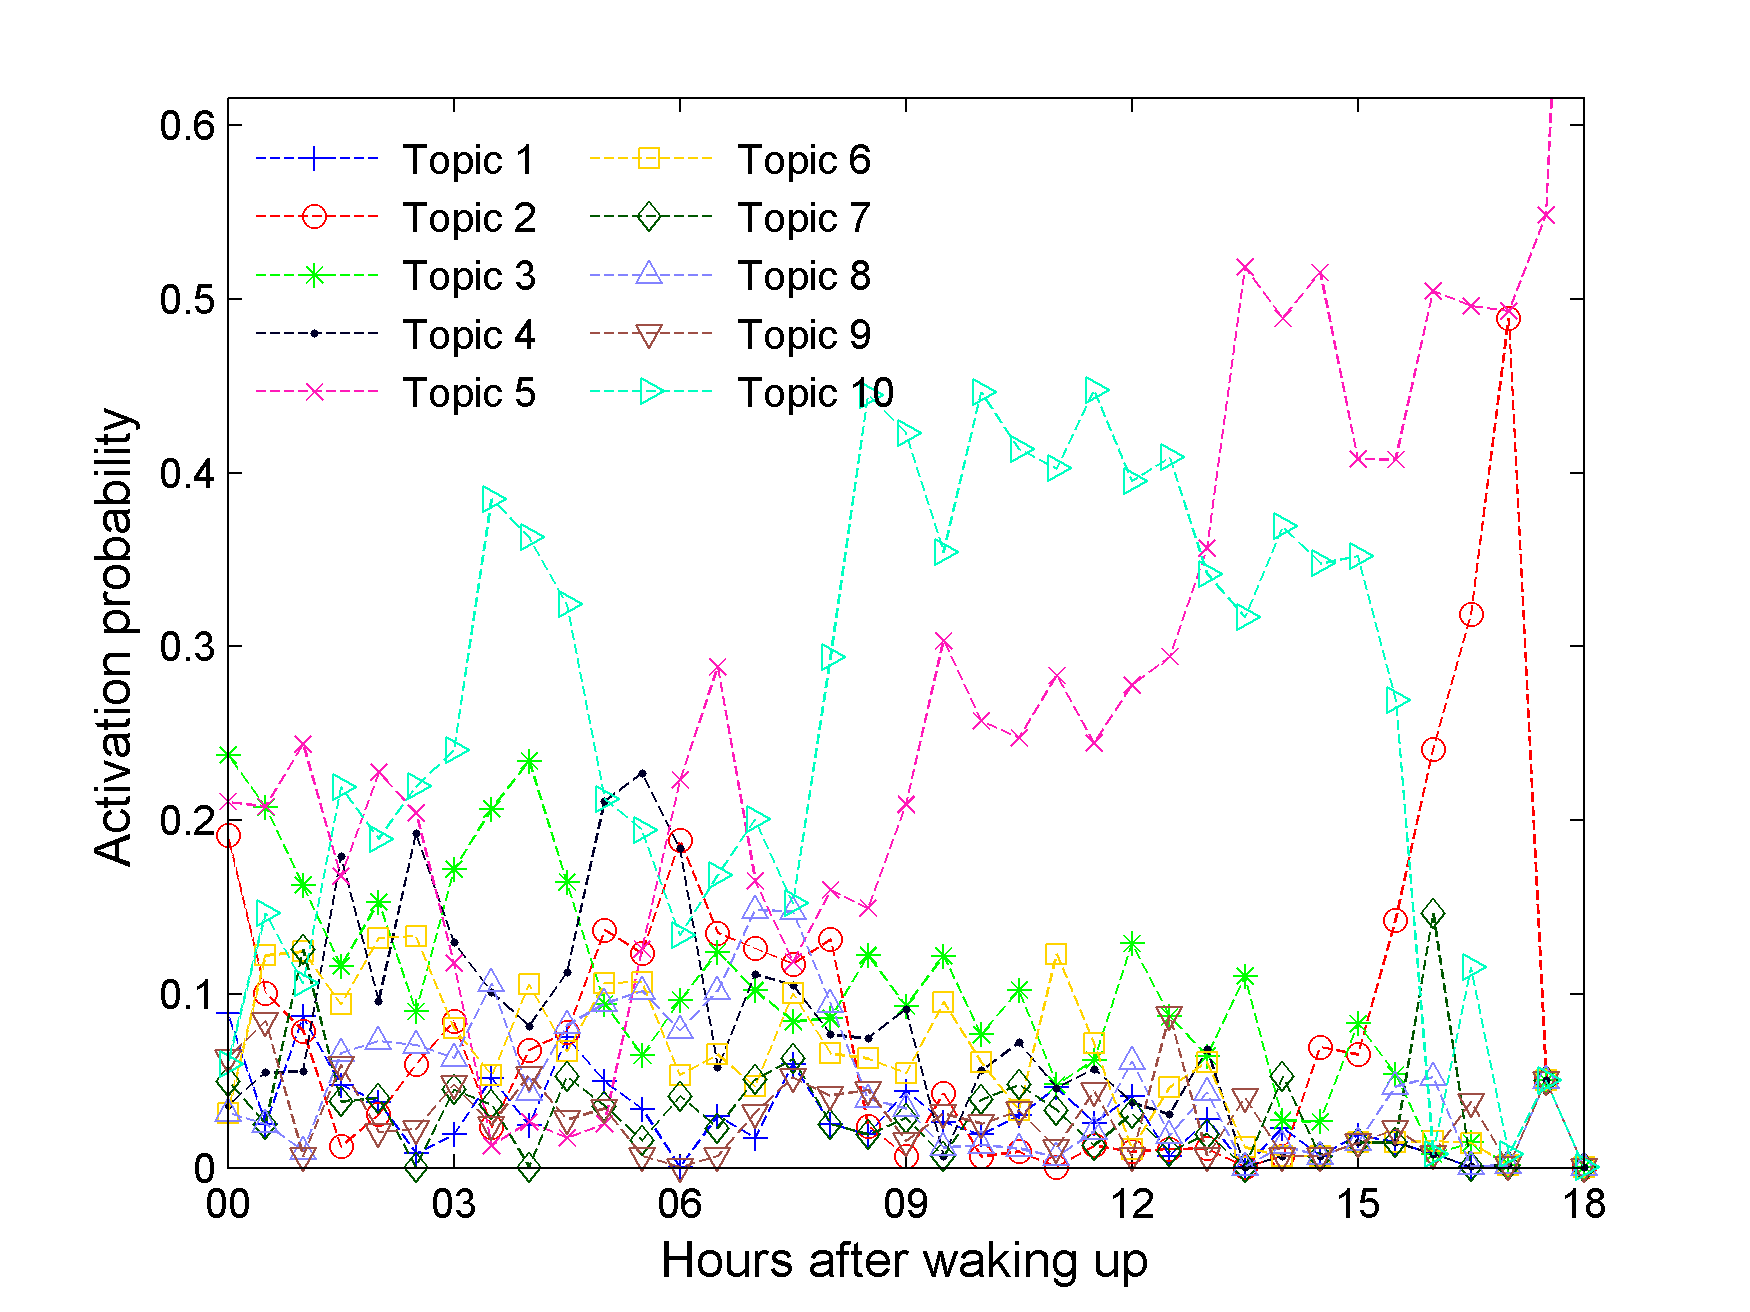 0.6
0.5
0.4
0.3
0.2
0.1
0
Activation probability
Topic 1
Topic 2
Topic 3
Topic 4
Topic 5
Topic 6
Topic 7
Topic 8
Topic 9
Topic 10
00 03 06 09 12 15 18
Hours after waking up